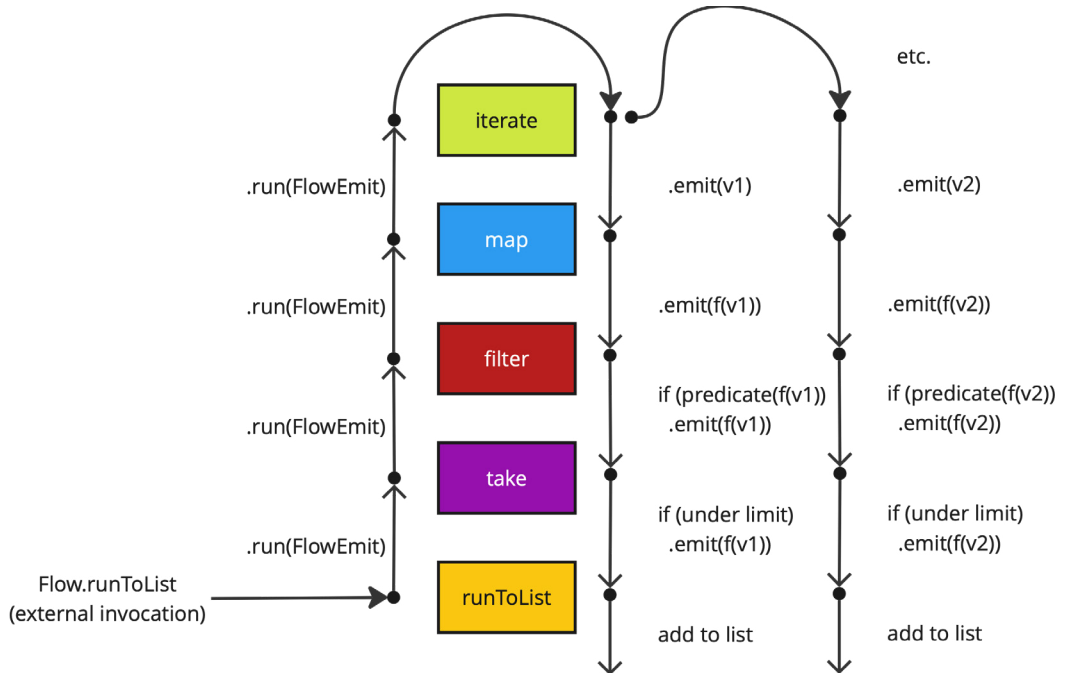 etc.
iterate
.run(FlowEmit)
.emit(v1)
.emit(v2)
map
.run(FlowEmit)
.emit(f(v1))
.emit(f(v2))
filter
if (predicate(f(v1))
.emit(f(v1))
if (predicate(f(v2))
.emit(f(v2))
.run(FlowEmit)
take
if (under limit)
.emit(f(v1))
if (under limit)
.emit(f(v2))
.run(FlowEmit)
Flow.runToList
(external invocation)
runToList
add to list
add to list